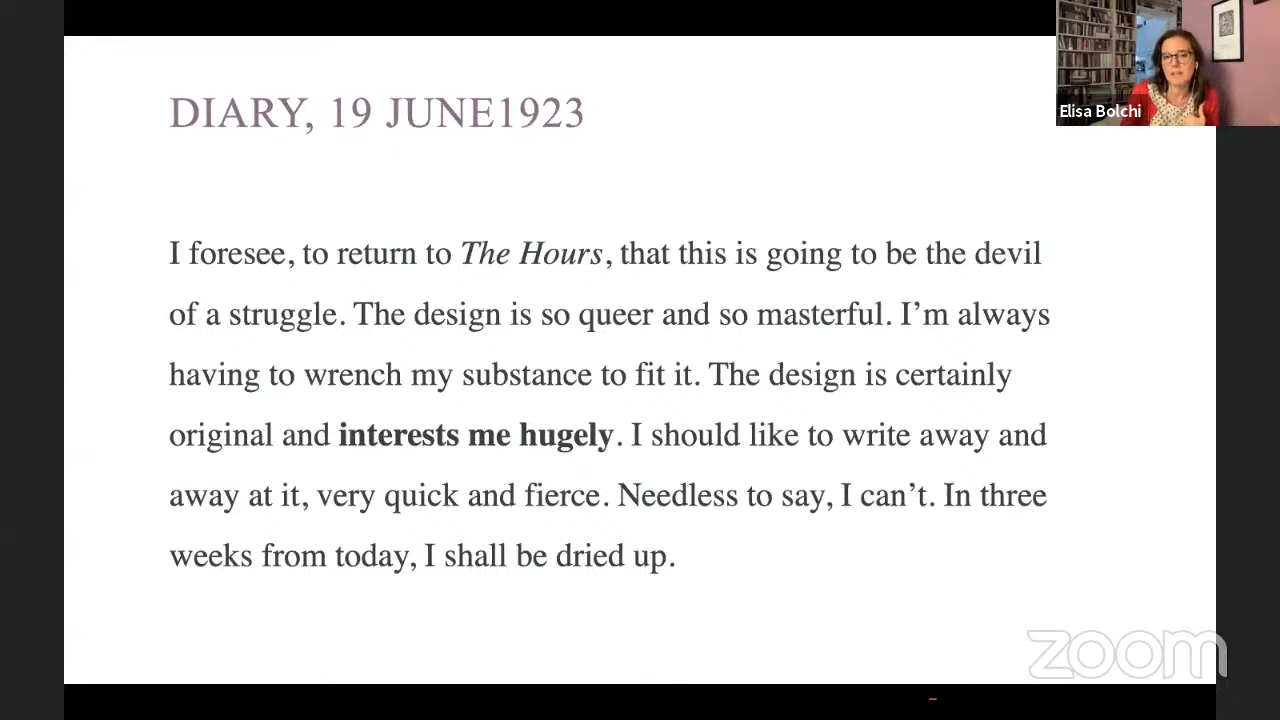 DIARY, 19 JUNE1923
Elisa Bolchi
I foresee, to return to The Hours, that this is going to be the devil
of a struggle. The design is so queer and so masterful. I’m always
having to wrench my substance to fit it. The design is certainly
original and interests me hugely. I should like to write away and
away at it, very quick and fierce. Needless to say, I can’t. In three
weeks from today, I shall be dried up.
zoom